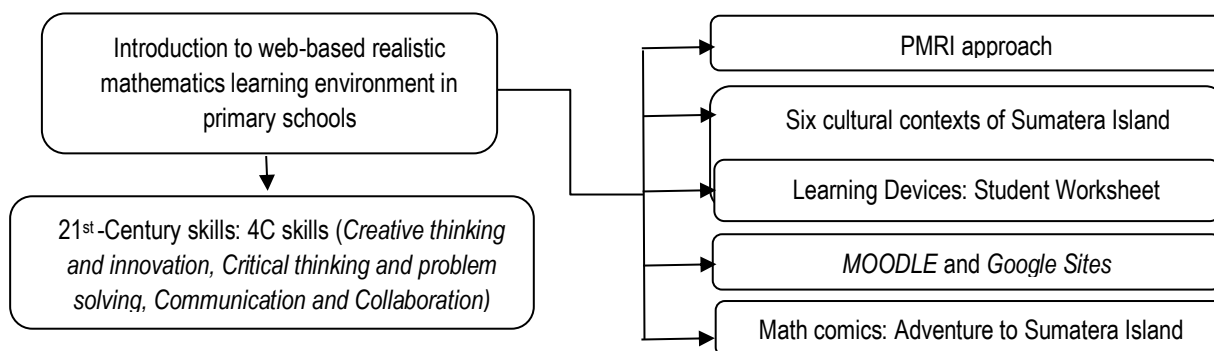 Introduction to web-based realistic
mathematics learning environment in
primary schools
21st-Century skills: 4C skills (Creative thinking
and innovation, Critical thinking and problem
solving, Communication and Collaboration)
PMRI approach
Six cultural contexts of Sumatera Island
Learning Devices: Student Worksheet
MOODLE and Google Sites
Math comics: Adventure to Sumatera Island